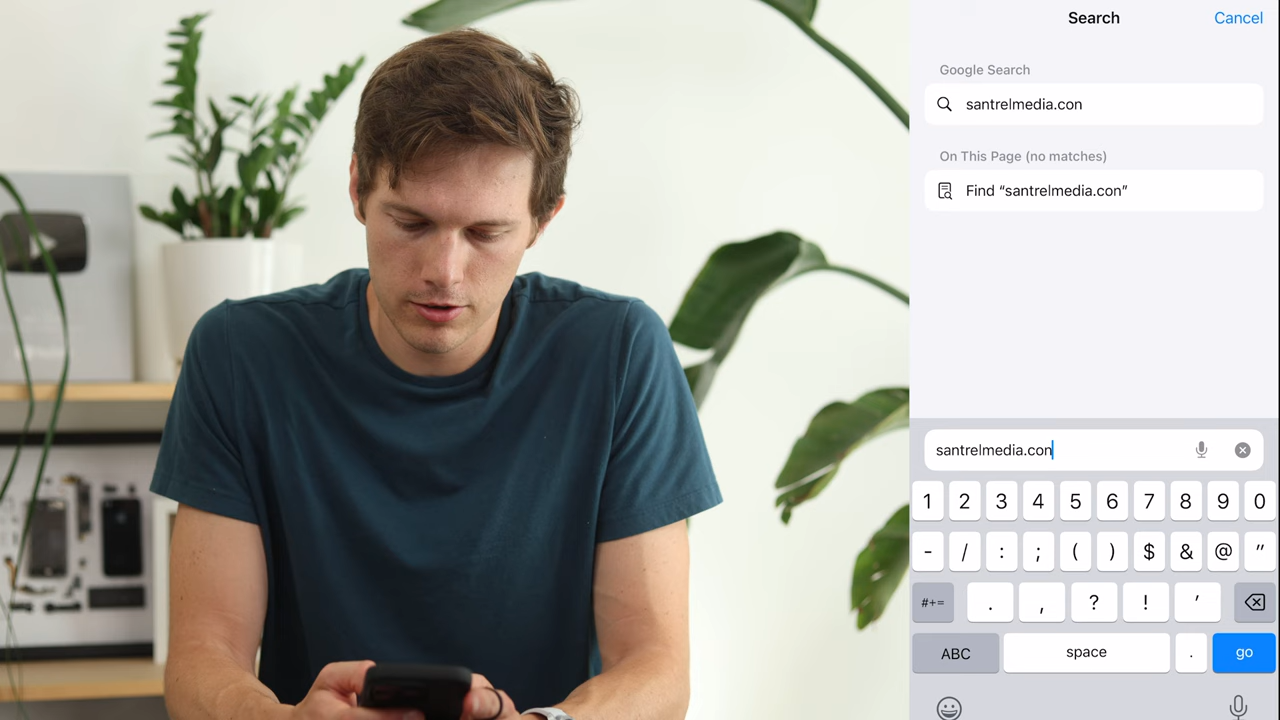 Search Cancel
Google Search
santrelmedia.con
On This Page (no matches)
Find “santrelmedia.con”
santrelmedia.con
1 2 3 4 5 6 7 8 9 0
- / : ; ( ) $ & @ "
#+= . , ? ! ’
ABC space . go